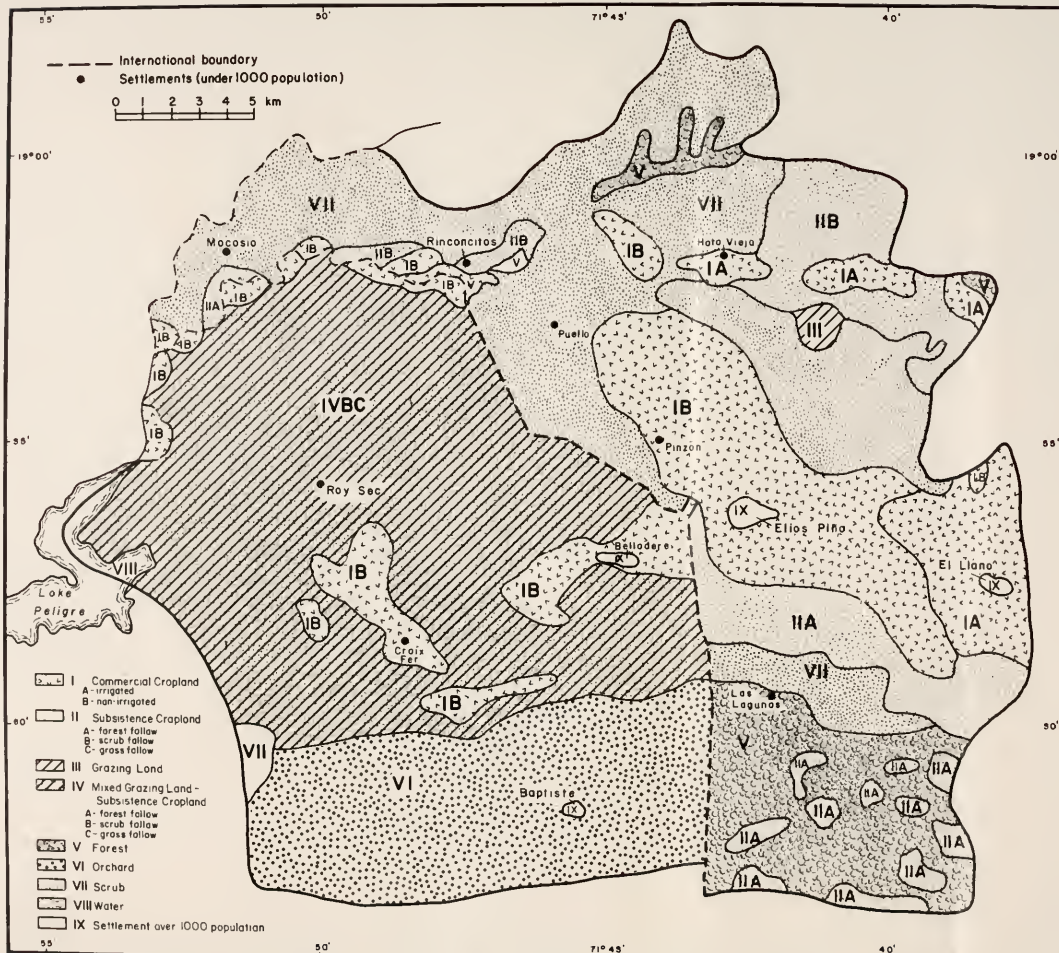 55' 50' 71°45' 40'
International boundary
Settlements (under 1000 population)
0 1 2 3 4 5 km
19°00' 19°00'
V
VII VII IIB
Mocosio Rinconcitos IIB Hato Viejo
IB IIB IB V IB IA IA V
IIA IB IB V IA
IB IB III
Puello
IB
IVBC IB
55' IB Pinzon 55'
IB
Roy Sec IX
Elios Piña
Belladere
IX El Llano
VIII IB IB IX
Lake
Peligre
IB IIA IA
Croix
Fer
VII
IB Las
Lagunas
50'
VII V
VI IIA IIA IIA
IIA
Baptiste IIA IIA
IX
IIA IIA
IIA
IIA IIA
I Commercial Cropland
A- irrigated
B- non-irrigated
II Subsistence Cropland
A- forest fallow
B- scrub fallow
C- grass fallow
III Grazing Land
IV Mixed Grazing Land-
Subsistence Cropland
A- forest fallow
B- scrub fallow
C- grass fallow
V Forest
VI Orchard
VII Scrub
VIII Water
IX Settlement over 1000 population
55' 50' 71°45' 40'